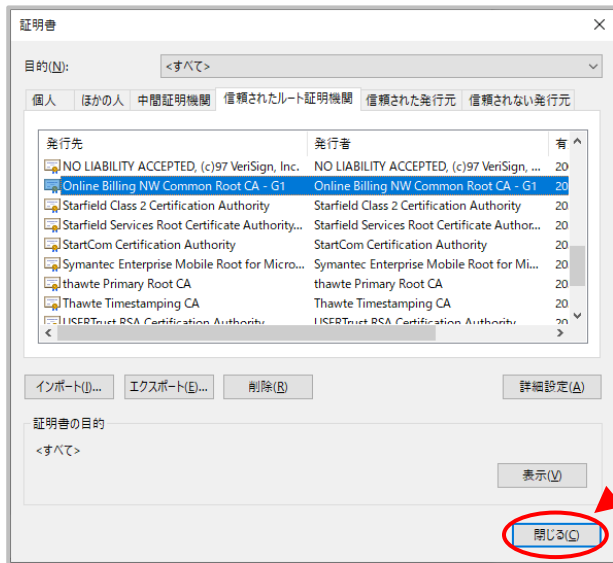 証明書
目的(N): <すべて>
個人 ほかの人 中間証明機関 信頼されたルート証明機関 信頼された発行元 信頼されない発行元
発行先 発行者 有
NO LIABILITY ACCEPTED, (c)97 VeriSign, Inc. NO LIABILITY ACCEPTED, (c)97 VeriSign, ... 20
Online Billing NW Common Root CA - G1 Online Billing NW Common Root CA - G1 20
Starfield Class 2 Certification Authority Starfield Class 2 Certification Authority 20
Starfield Services Root Certificate Authority... Starfield Services Root Certificate Author... 20
StartCom Certification Authority StartCom Certification Authority 20
Symantec Enterprise Mobile Root for Micro... Symantec Enterprise Mobile Root for Mi... 20
thawte Primary Root CA thawte Primary Root CA 20
Thawte Timestamping CA Thawte Timestamping CA 20
USERTrust RSA Certification Authority USERTrust RSA Certification Authority 20
インポート(I)... エクスポート(E)... 削除(R) 詳細設定(A)
証明書の目的
<すべて>
表示(V)
閉じる(C)